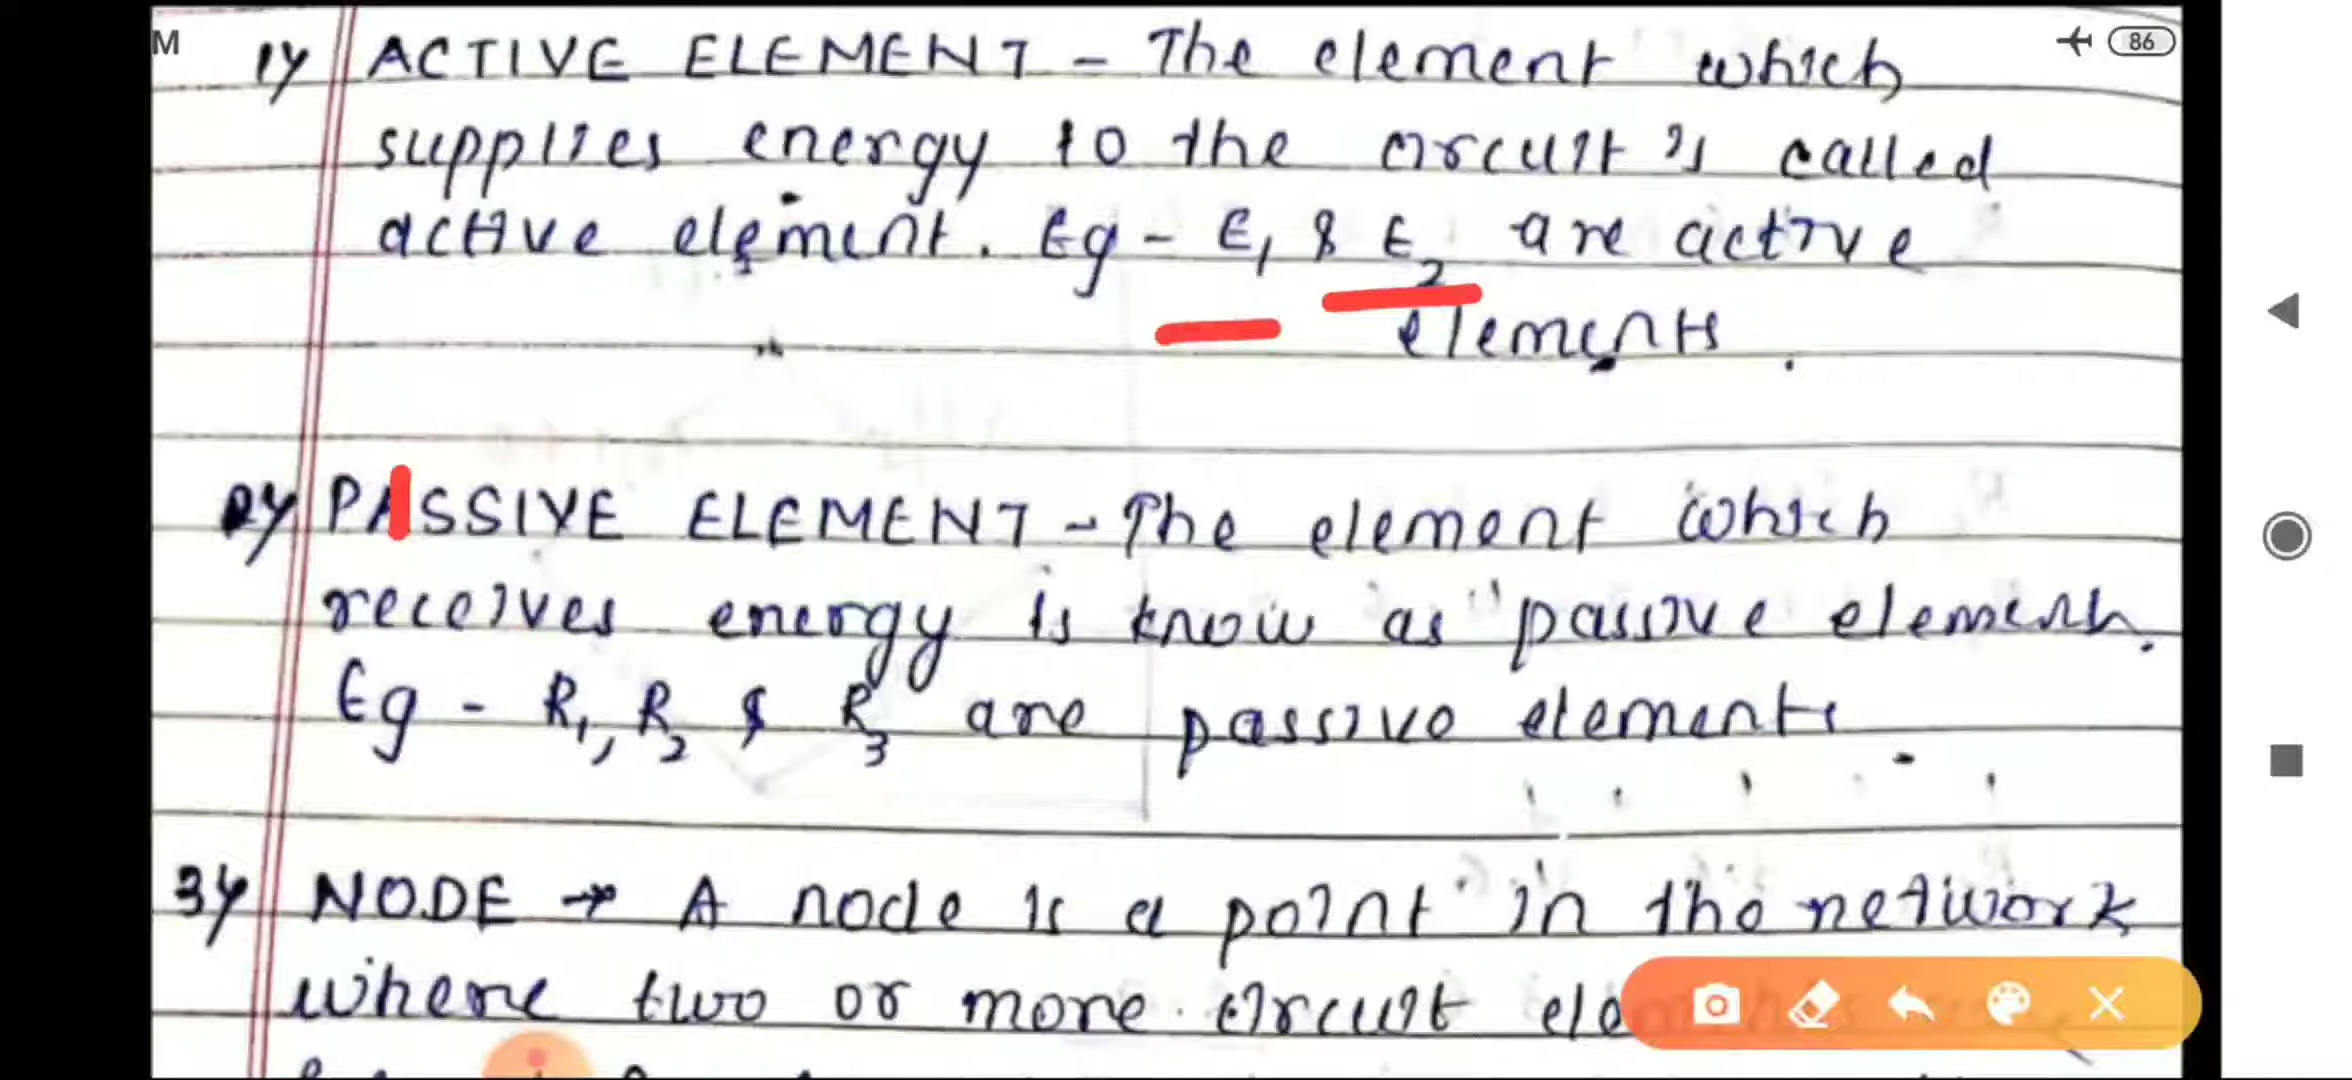 M
86
1) ACTIVE ELEMENT - The element which
supplies energy to the circuit is called
active element. Eg - E1 & E2 are active
elements.
2) PASSIVE ELEMENT - The element which
receives energy is know as passive element.
Eg - R1, R2 & R3 are passive elements
3) NODE → A node is a point in the network
where two or more circuit